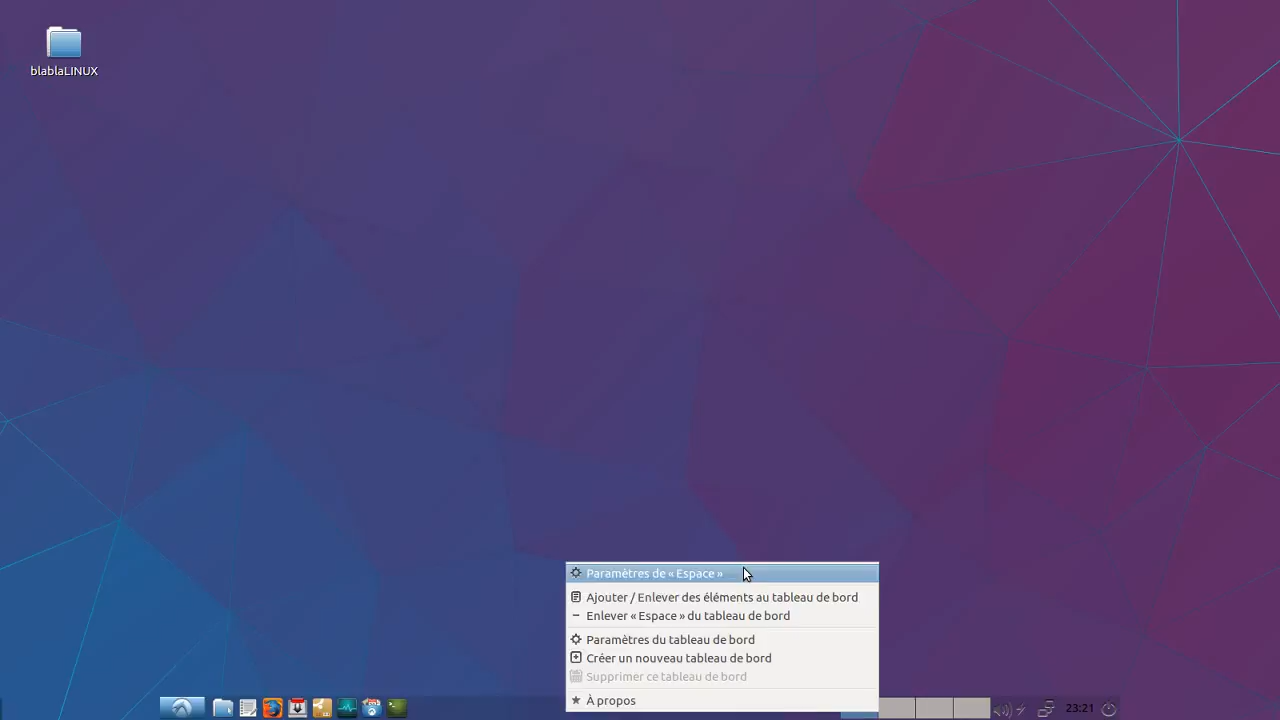 blablaLINUX
Paramètres de « Espace »
Ajouter / Enlever des éléments au tableau de bord
Enlever « Espace » du tableau de bord
Paramètres du tableau de bord
Créer un nouveau tableau de bord
Supprimer ce tableau de bord
À propos
23:21